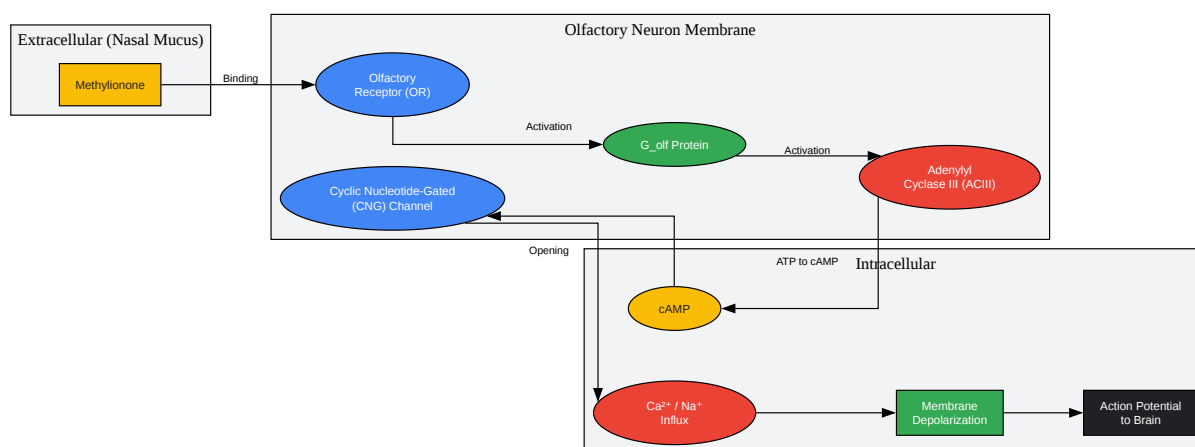 Extracellular (Nasal Mucus)
Methylionone
Binding
Olfactory Neuron Membrane
Olfactory
Receptor (OR)
Activation
G_olf Protein
Activation
Adenylyl
Cyclase III (ACIII)
Cyclic Nucleotide-Gated
(CNG) Channel
Opening
ATP to cAMP
Intracellular
cAMP
Ca²⁺ / Na⁺
Influx
Membrane
Depolarization
Action Potential
to Brain